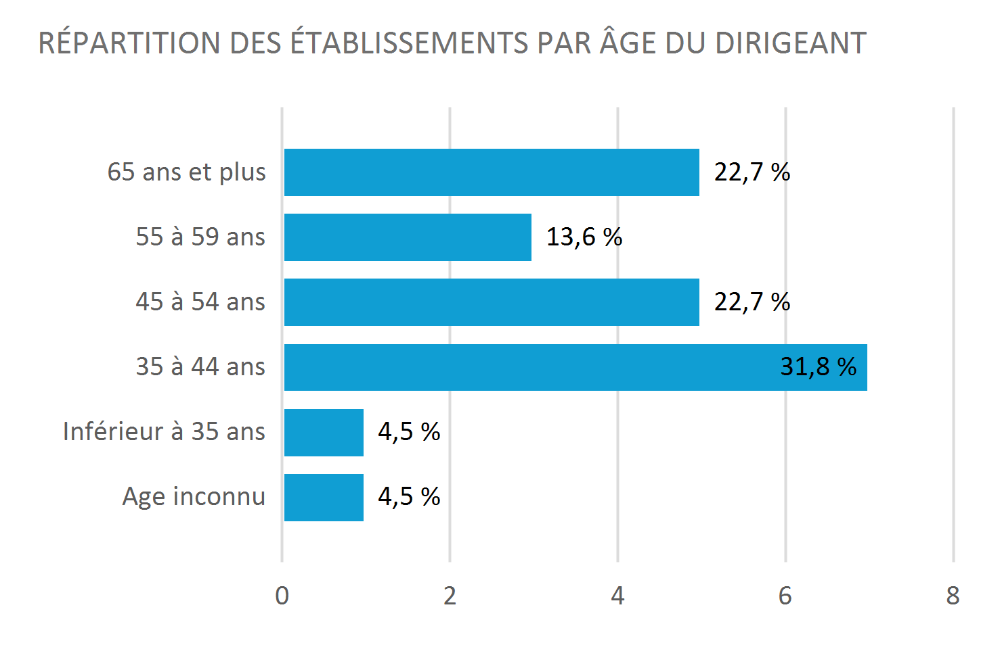 RÉPARTITION DES ÉTABLISSEMENTS PAR ÂGE DU DIRIGEANT
65 ans et plus 22,7 %
55 à 59 ans 13,6 %
45 à 54 ans 22,7 %
35 à 44 ans 31,8 %
Inférieur à 35 ans 4,5 %
Age inconnu 4,5 %
0 2 4 6 8